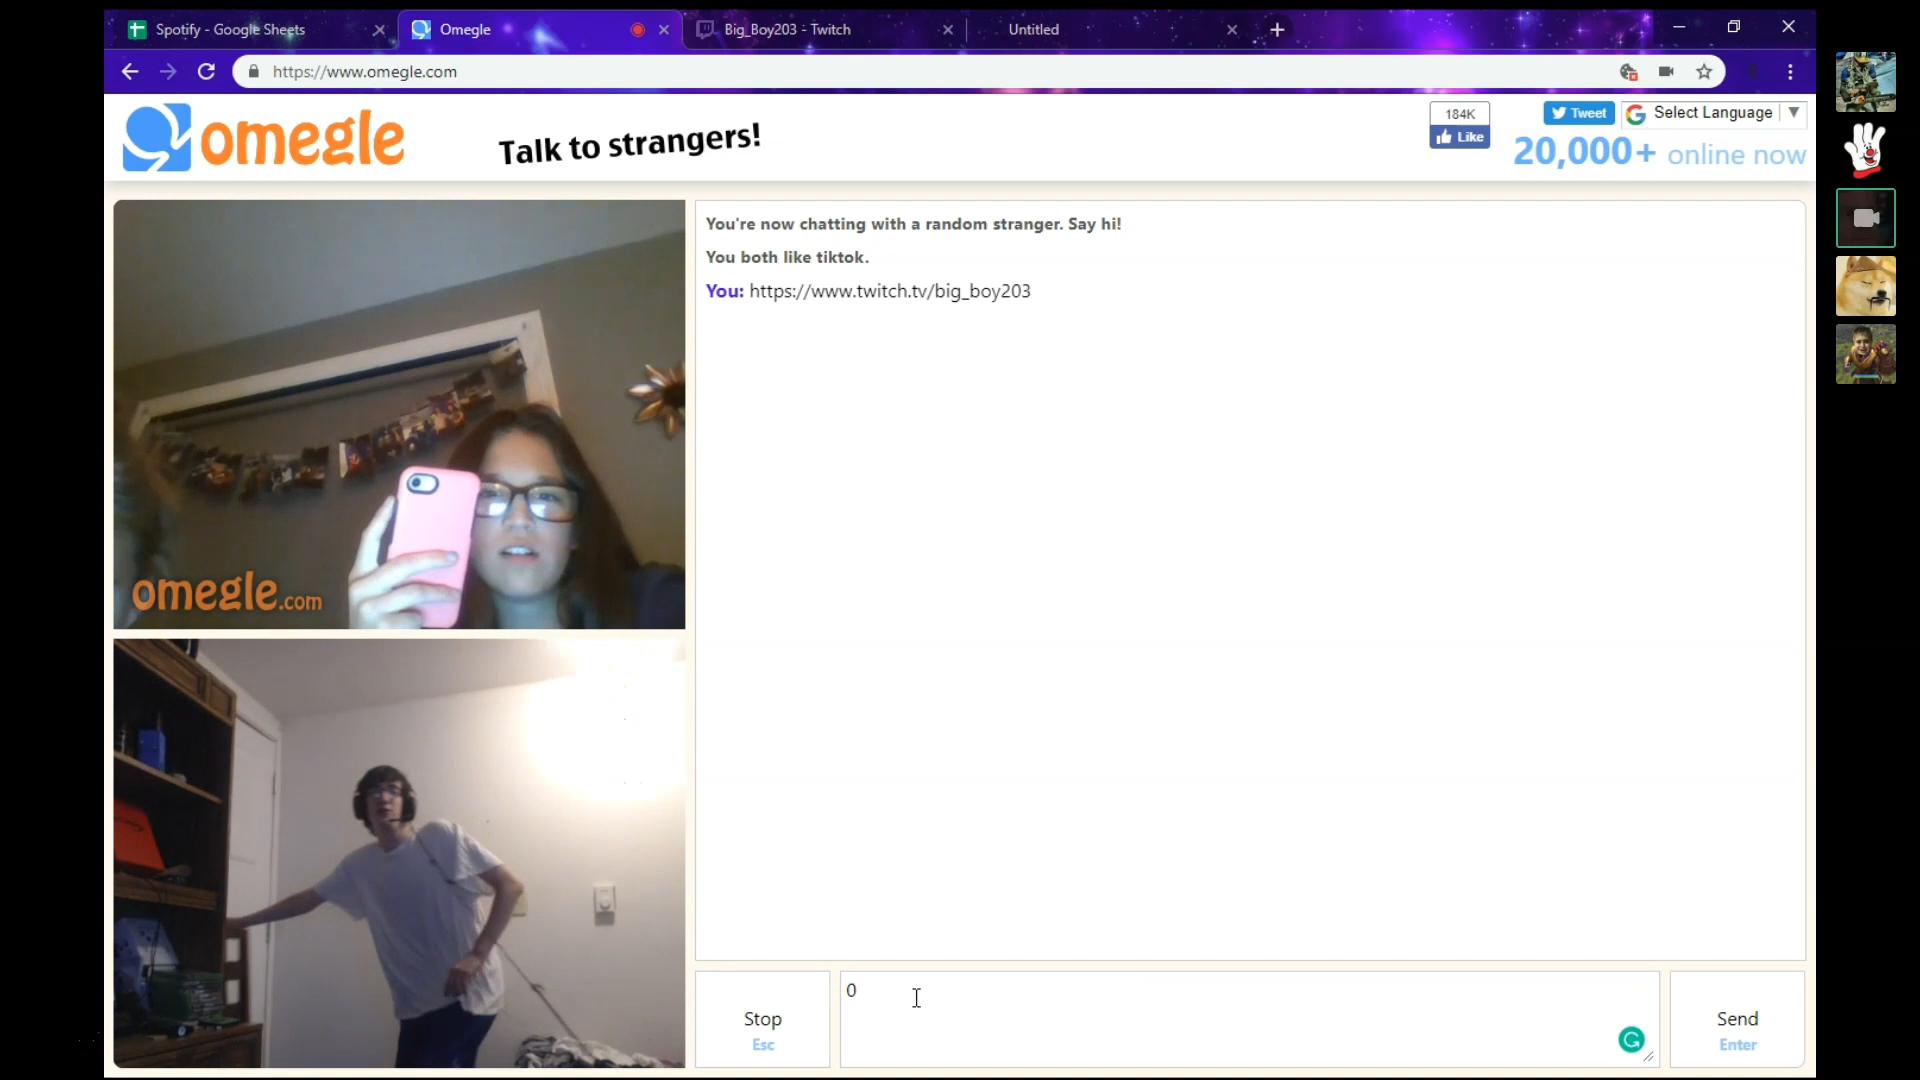 Spotify - Google Sheets
Omegle
Big_Boy203 - Twitch
Untitled
https://www.omegle.com
omegle
Talk to strangers!
184K
Like
Tweet
Select Language
20,000+ online now
omegle.com
You're now chatting with a random stranger. Say hi!
You both like tiktok.
You: https://www.twitch.tv/big_boy203
Stop
Esc
0
Send
Enter